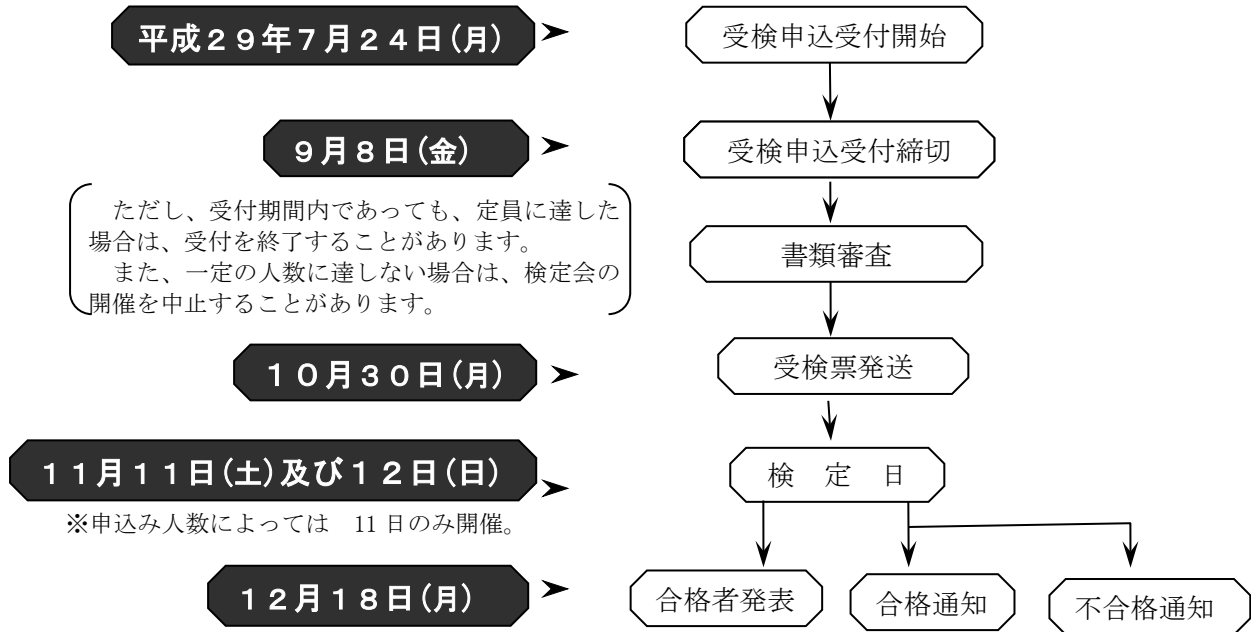 平成２９年７月２４日(月)
受検申込受付開始
９月８日(金)
受検申込受付締切
ただし、受付期間内であっても、定員に達した
場合は、受付を終了することがあります。
また、一定の人数に達しない場合は、検定会の
開催を中止することがあります。
書類審査
１０月３０日(月)
受検票発送
１１月１１日(土)及び１２日(日)
検　定　日
※申込み人数によっては　11日のみ開催。
１２月１８日(月)
合格者発表
合格通知
不合格通知